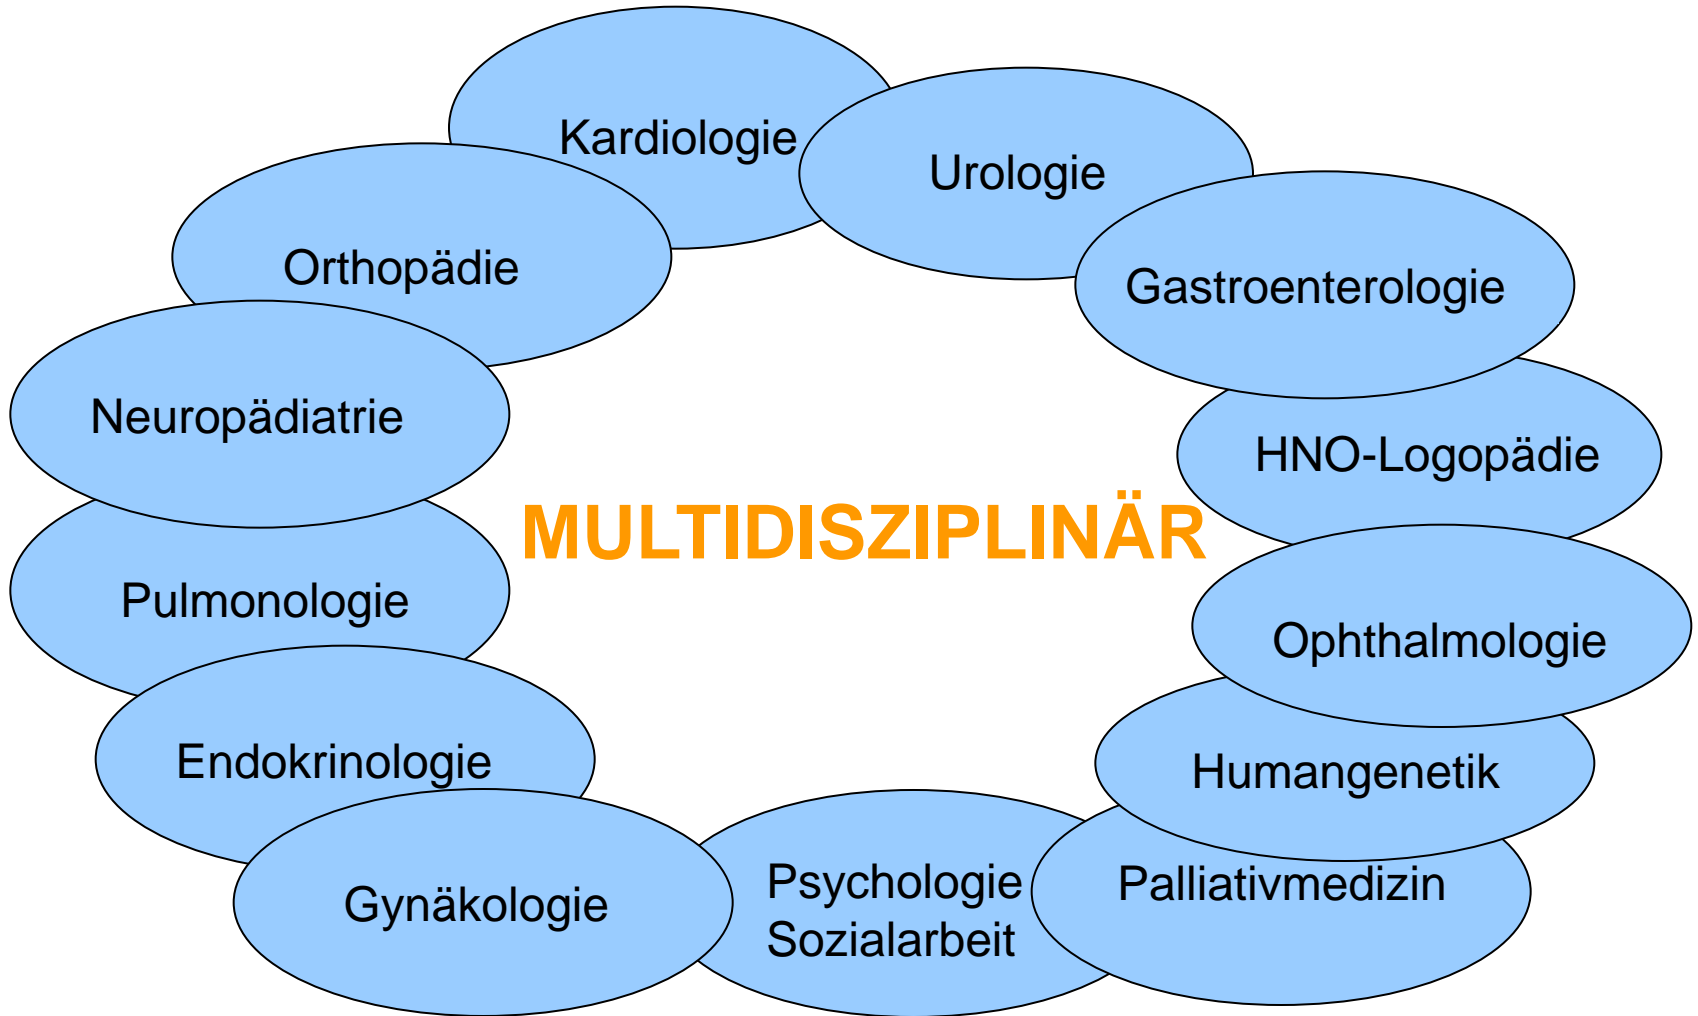 Kardiologie
Urologie
Orthopädie
Gastroenterologie
Neuropädiatrie
HNO-Logopädie
MULTIDISZIPLINÄR
Pulmonologie
Ophthalmologie
Endokrinologie
Humangenetik
Gynäkologie
Psychologie
Sozialarbeit
Palliativmedizin